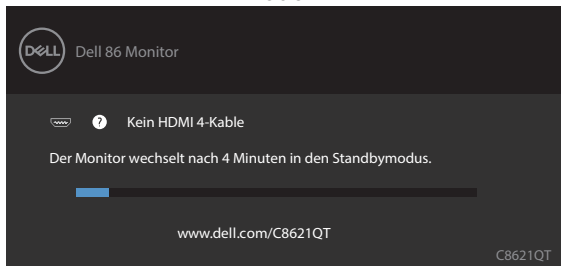 DELL Dell 86 Monitor
? Kein HDMI 4-Kable
Der Monitor wechselt nach 4 Minuten in den Standbymodus.
www.dell.com/C8621QT
C8621QT